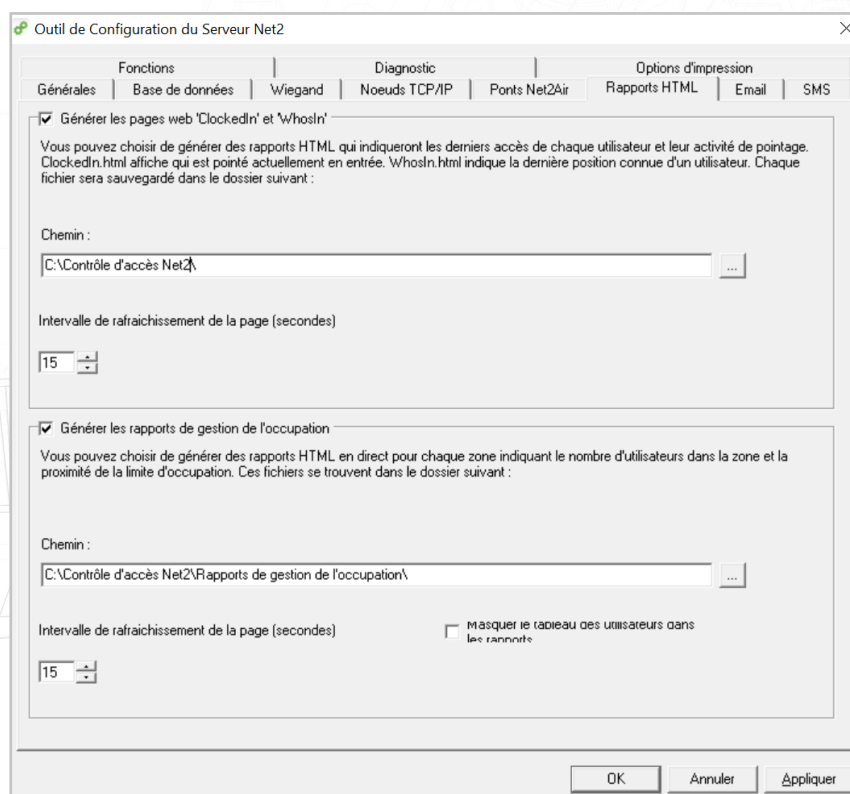 Outil de Configuration du Serveur Net2
Fonctions Diagnostic Options d'impression
Générales Base de données Wiegand Noeuds TCP/IP Ponts Net2Air Rapports HTML Email SMS
Générer les pages web 'ClockedIn' et 'WhosIn'
Vous pouvez choisir de générer des rapports HTML qui indiqueront les derniers accès de chaque utilisateur et leur activité de pointage.
ClockedIn.html affiche qui est pointé actuellement en entrée. WhosIn.html indique la dernière position connue d'un utilisateur. Chaque
fichier sera sauvegardé dans le dossier suivant :
Chemin :
C:\Contrôle d'accès Net2\
...
Intervalle de rafraichissement de la page (secondes)
15
Générer les rapports de gestion de l'occupation
Vous pouvez choisir de générer des rapports HTML en direct pour chaque zone indiquant le nombre d'utilisateurs dans la zone et la
proximité de la limite d'occupation. Ces fichiers se trouvent dans le dossier suivant :
Chemin :
C:\Contrôle d'accès Net2\Rapports de gestion de l'occupation\
...
Intervalle de rafraichissement de la page (secondes)
Masquer le tableau des utilisateurs dans
les rapports
15
OK Annuler Appliquer